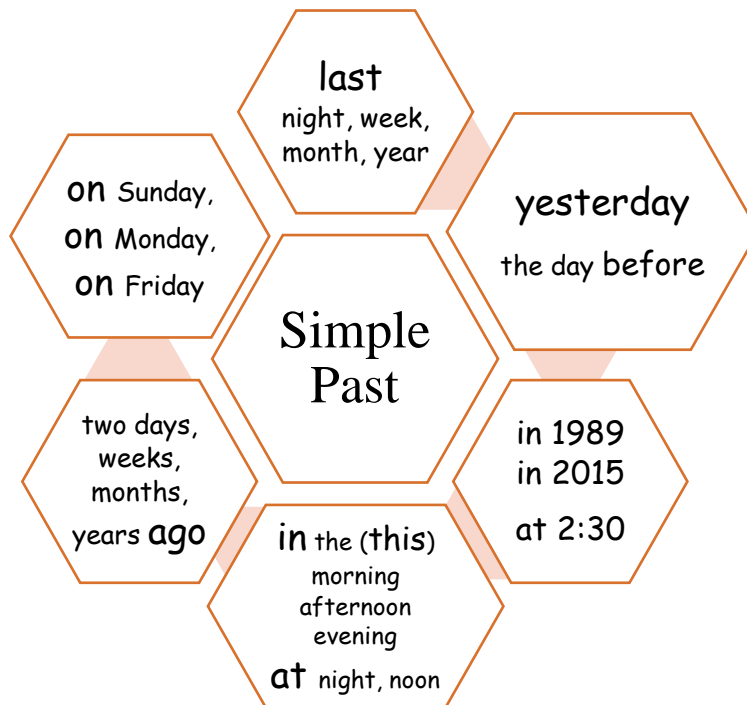 last
night, week,
month, year
yesterday
the day before
in 1989
in 2015
at 2:30
in the (this)
morning
afternoon
evening
at night, noon
two days,
weeks,
months,
years ago
on Sunday,
on Monday,
on Friday
Simple
Past